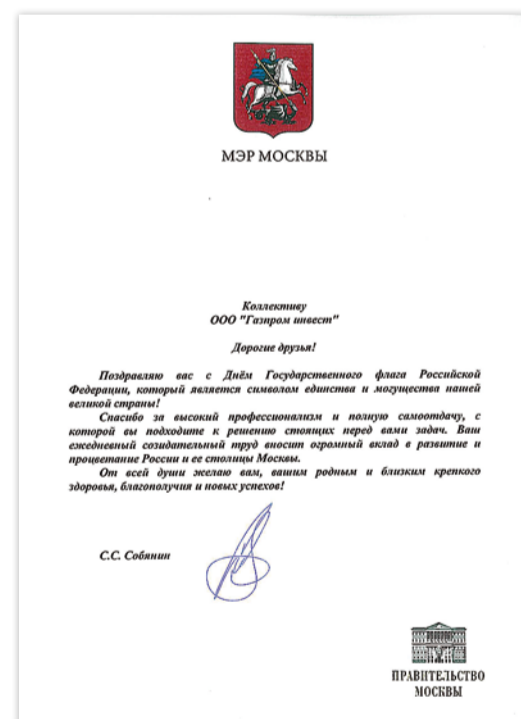 МЭР МОСКВЫ
Коллективу
ООО "Газпром инвест"
Дорогие друзья!
Поздравляю вас с Днём Государственного флага Российской
Федерации, который является символом единства и могущества нашей
великой страны!
Спасибо за высокий профессионализм и полную самоотдачу, с
которой вы подходите к решению стоящих перед вами задач. Ваш
ежедневный созидательный труд вносит огромный вклад в развитие и
процветание России и ее столицы Москвы.
От всей души желаю вам, вашим родным и близким крепкого
здоровья, благополучия и новых успехов!
С.С. Собянин
ПРАВИТЕЛЬСТВО
МОСКВЫ